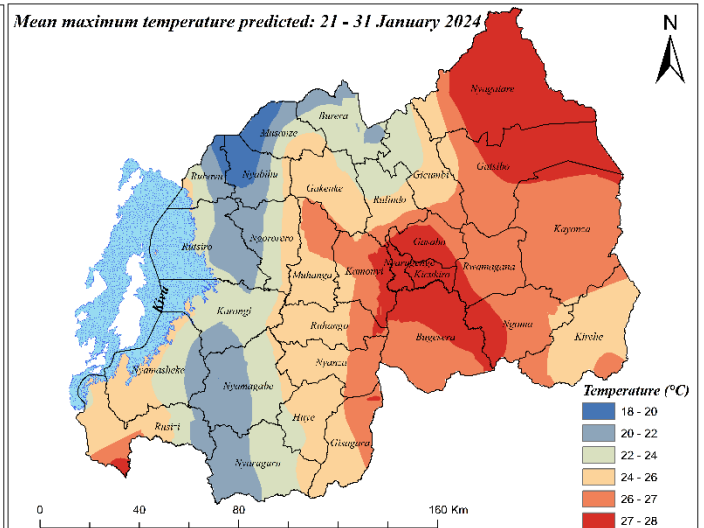 Mean maximum temperature predicted: 21 - 31 January 2024
N
Nyagatare
Burera
Musanze
Rubavu
Nyabihu
Gakenke
Gicumbi
Gatsibo
Rulindo
Rutsiro
Ngororero
Gasabo
Kayonza
Nyarugenge
Kicukiro
Rwamagana
Muhanga
Kamonyi
Kivu
Karongi
Ruhango
Bugesera
Ngoma
Kirehe
Nyamasheke
Nyanza
Nyamagabe
Rusizi
Huye
Gisagara
Nyaruguru
Temperature (°C)
18 - 20
20 - 22
22 - 24
24 - 26
26 - 27
27 - 28
0 40 80 160 Km